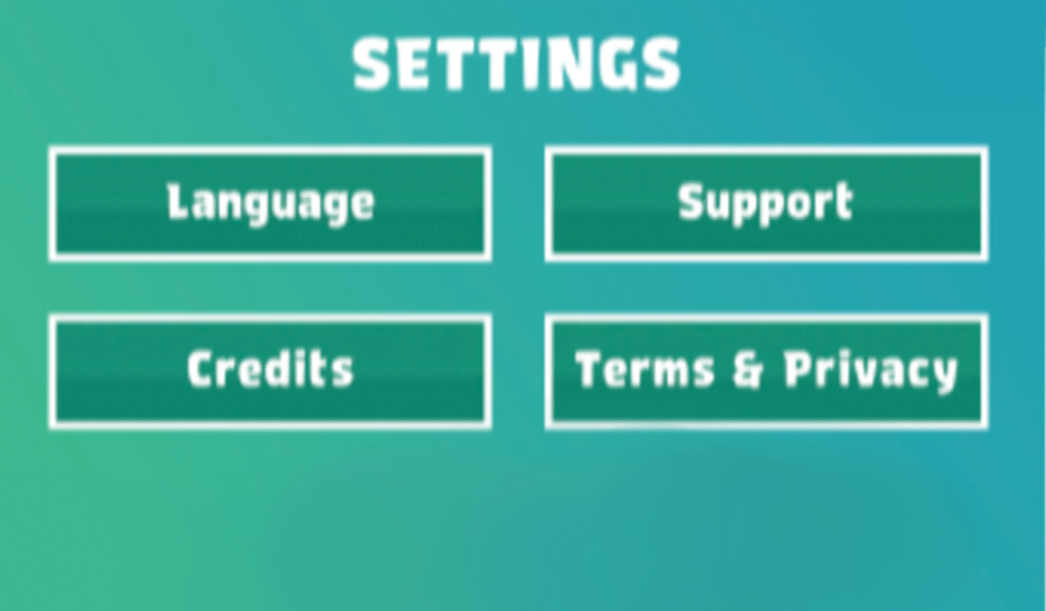 SETTINGS
Language
Support
Credits
Terms & Privacy